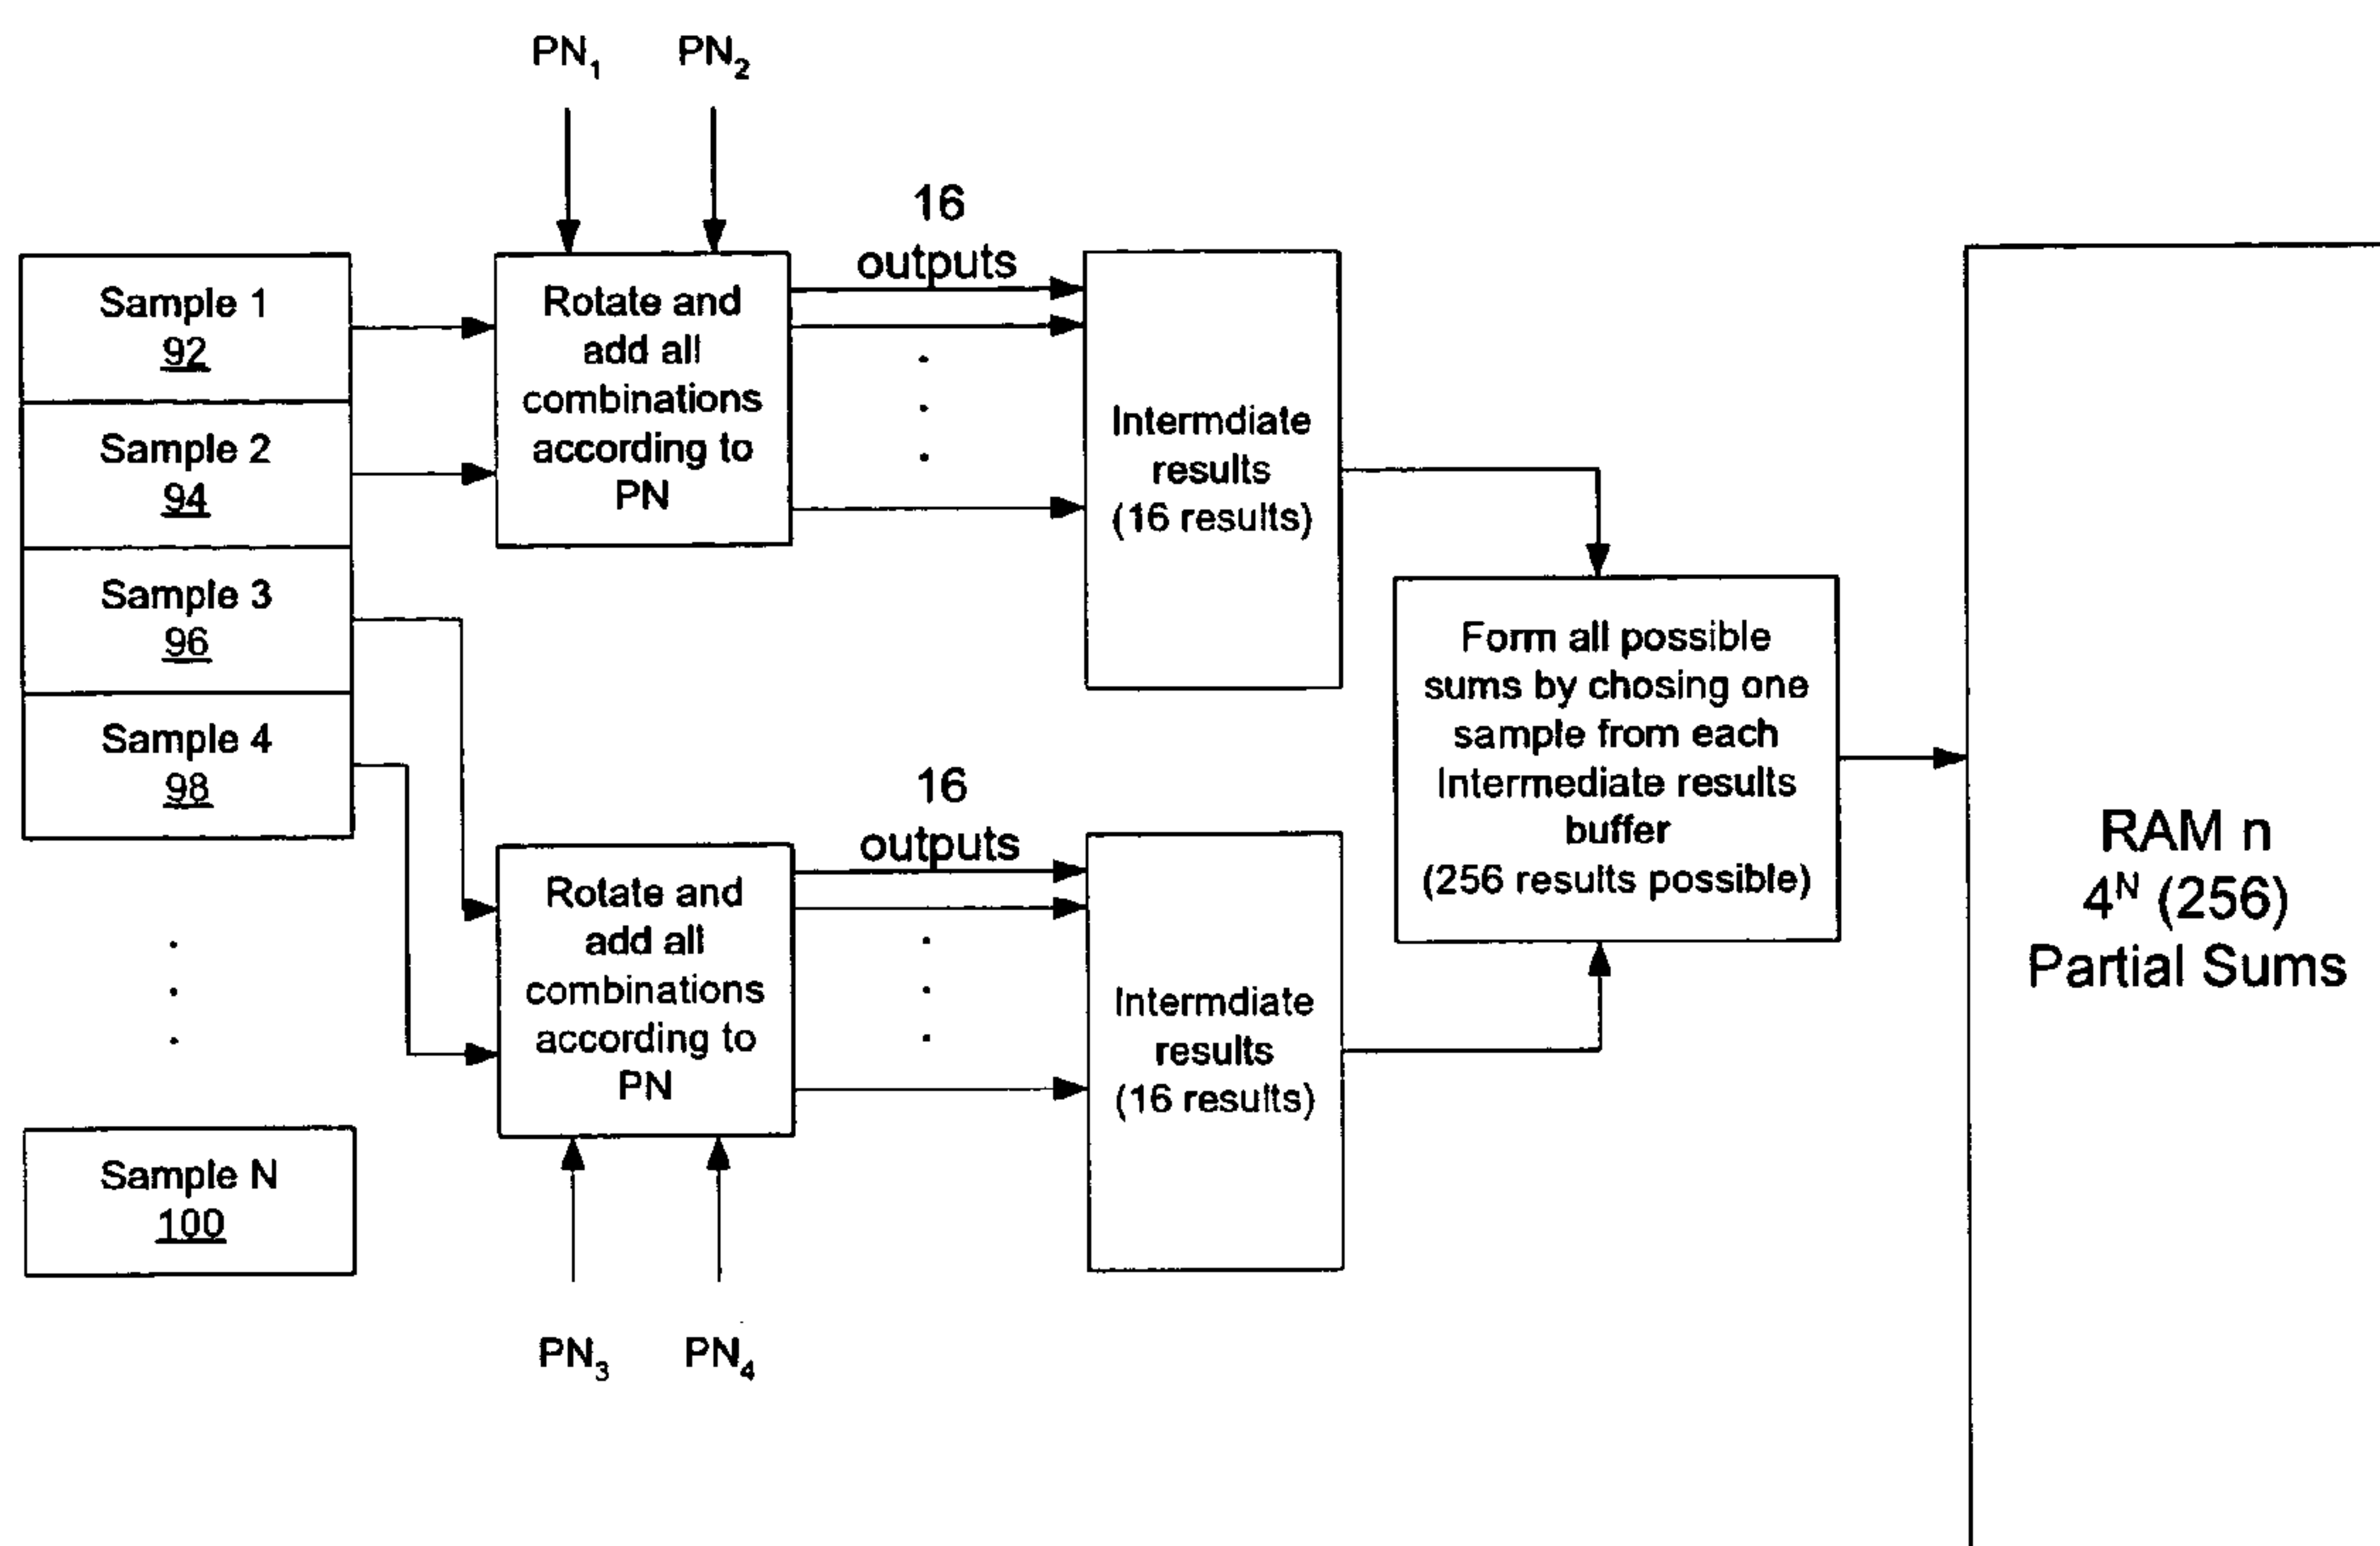 PN1 PN2
16
outputs
Sample 1
92
Sample 2
94
Sample 3
96
Sample 4
98
Sample N
100
Rotate and
add all
combinations
according to
PN
Intermdiate
results
(16 results)
16
outputs
Rotate and
add all
combinations
according to
PN
Intermdiate
results
(16 results)
PN3 PN4
Form all possible
sums by chosing one
sample from each
Intermediate results
buffer
(256 results possible)
RAM n
4^N (256)
Partial Sums